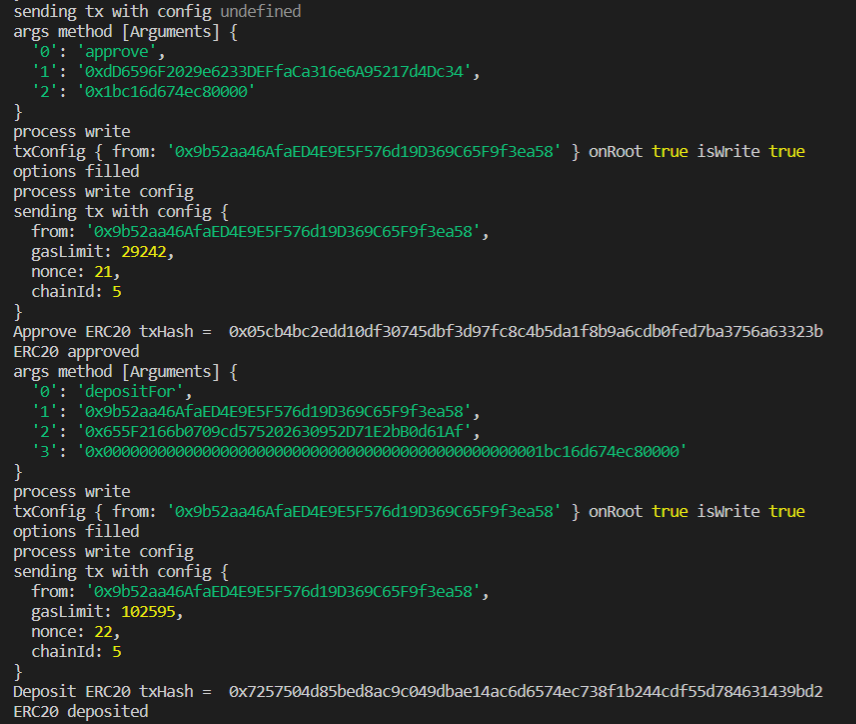 sending tx with config undefined
args method [Arguments] {
  '0': 'approve',
  '1': '0xdD6596F2029e6233DEFfaCa316e6A95217d4Dc34',
  '2': '0x1bc16d674ec80000'
}
process write
txConfig { from: '0x9b52aa46AfaED4E9E5F576d19D369C65F9f3ea58' } onRoot true isWrite true
options filled
process write config
sending tx with config {
  from: '0x9b52aa46AfaED4E9E5F576d19D369C65F9f3ea58',
  gasLimit: 29242,
  nonce: 21,
  chainId: 5
}
Approve ERC20 txHash =  0x05cb4bc2edd10df30745dbf3d97fc8c4b5da1f8b9a6cdb0fed7ba3756a63323b
ERC20 approved
args method [Arguments] {
  '0': 'depositFor',
  '1': '0x9b52aa46AfaED4E9E5F576d19D369C65F9f3ea58',
  '2': '0x655F2166b0709cd575202630952D71E2bB0d61Af',
  '3': '0x0000000000000000000000000000000000000000000000001bc16d674ec80000'
}
process write
txConfig { from: '0x9b52aa46AfaED4E9E5F576d19D369C65F9f3ea58' } onRoot true isWrite true
options filled
process write config
sending tx with config {
  from: '0x9b52aa46AfaED4E9E5F576d19D369C65F9f3ea58',
  gasLimit: 102595,
  nonce: 22,
  chainId: 5
}
Deposit ERC20 txHash =  0x7257504d85bed8ac9c049dbae14ac6d6574ec738f1b244cdf55d784631439bd2
ERC20 deposited